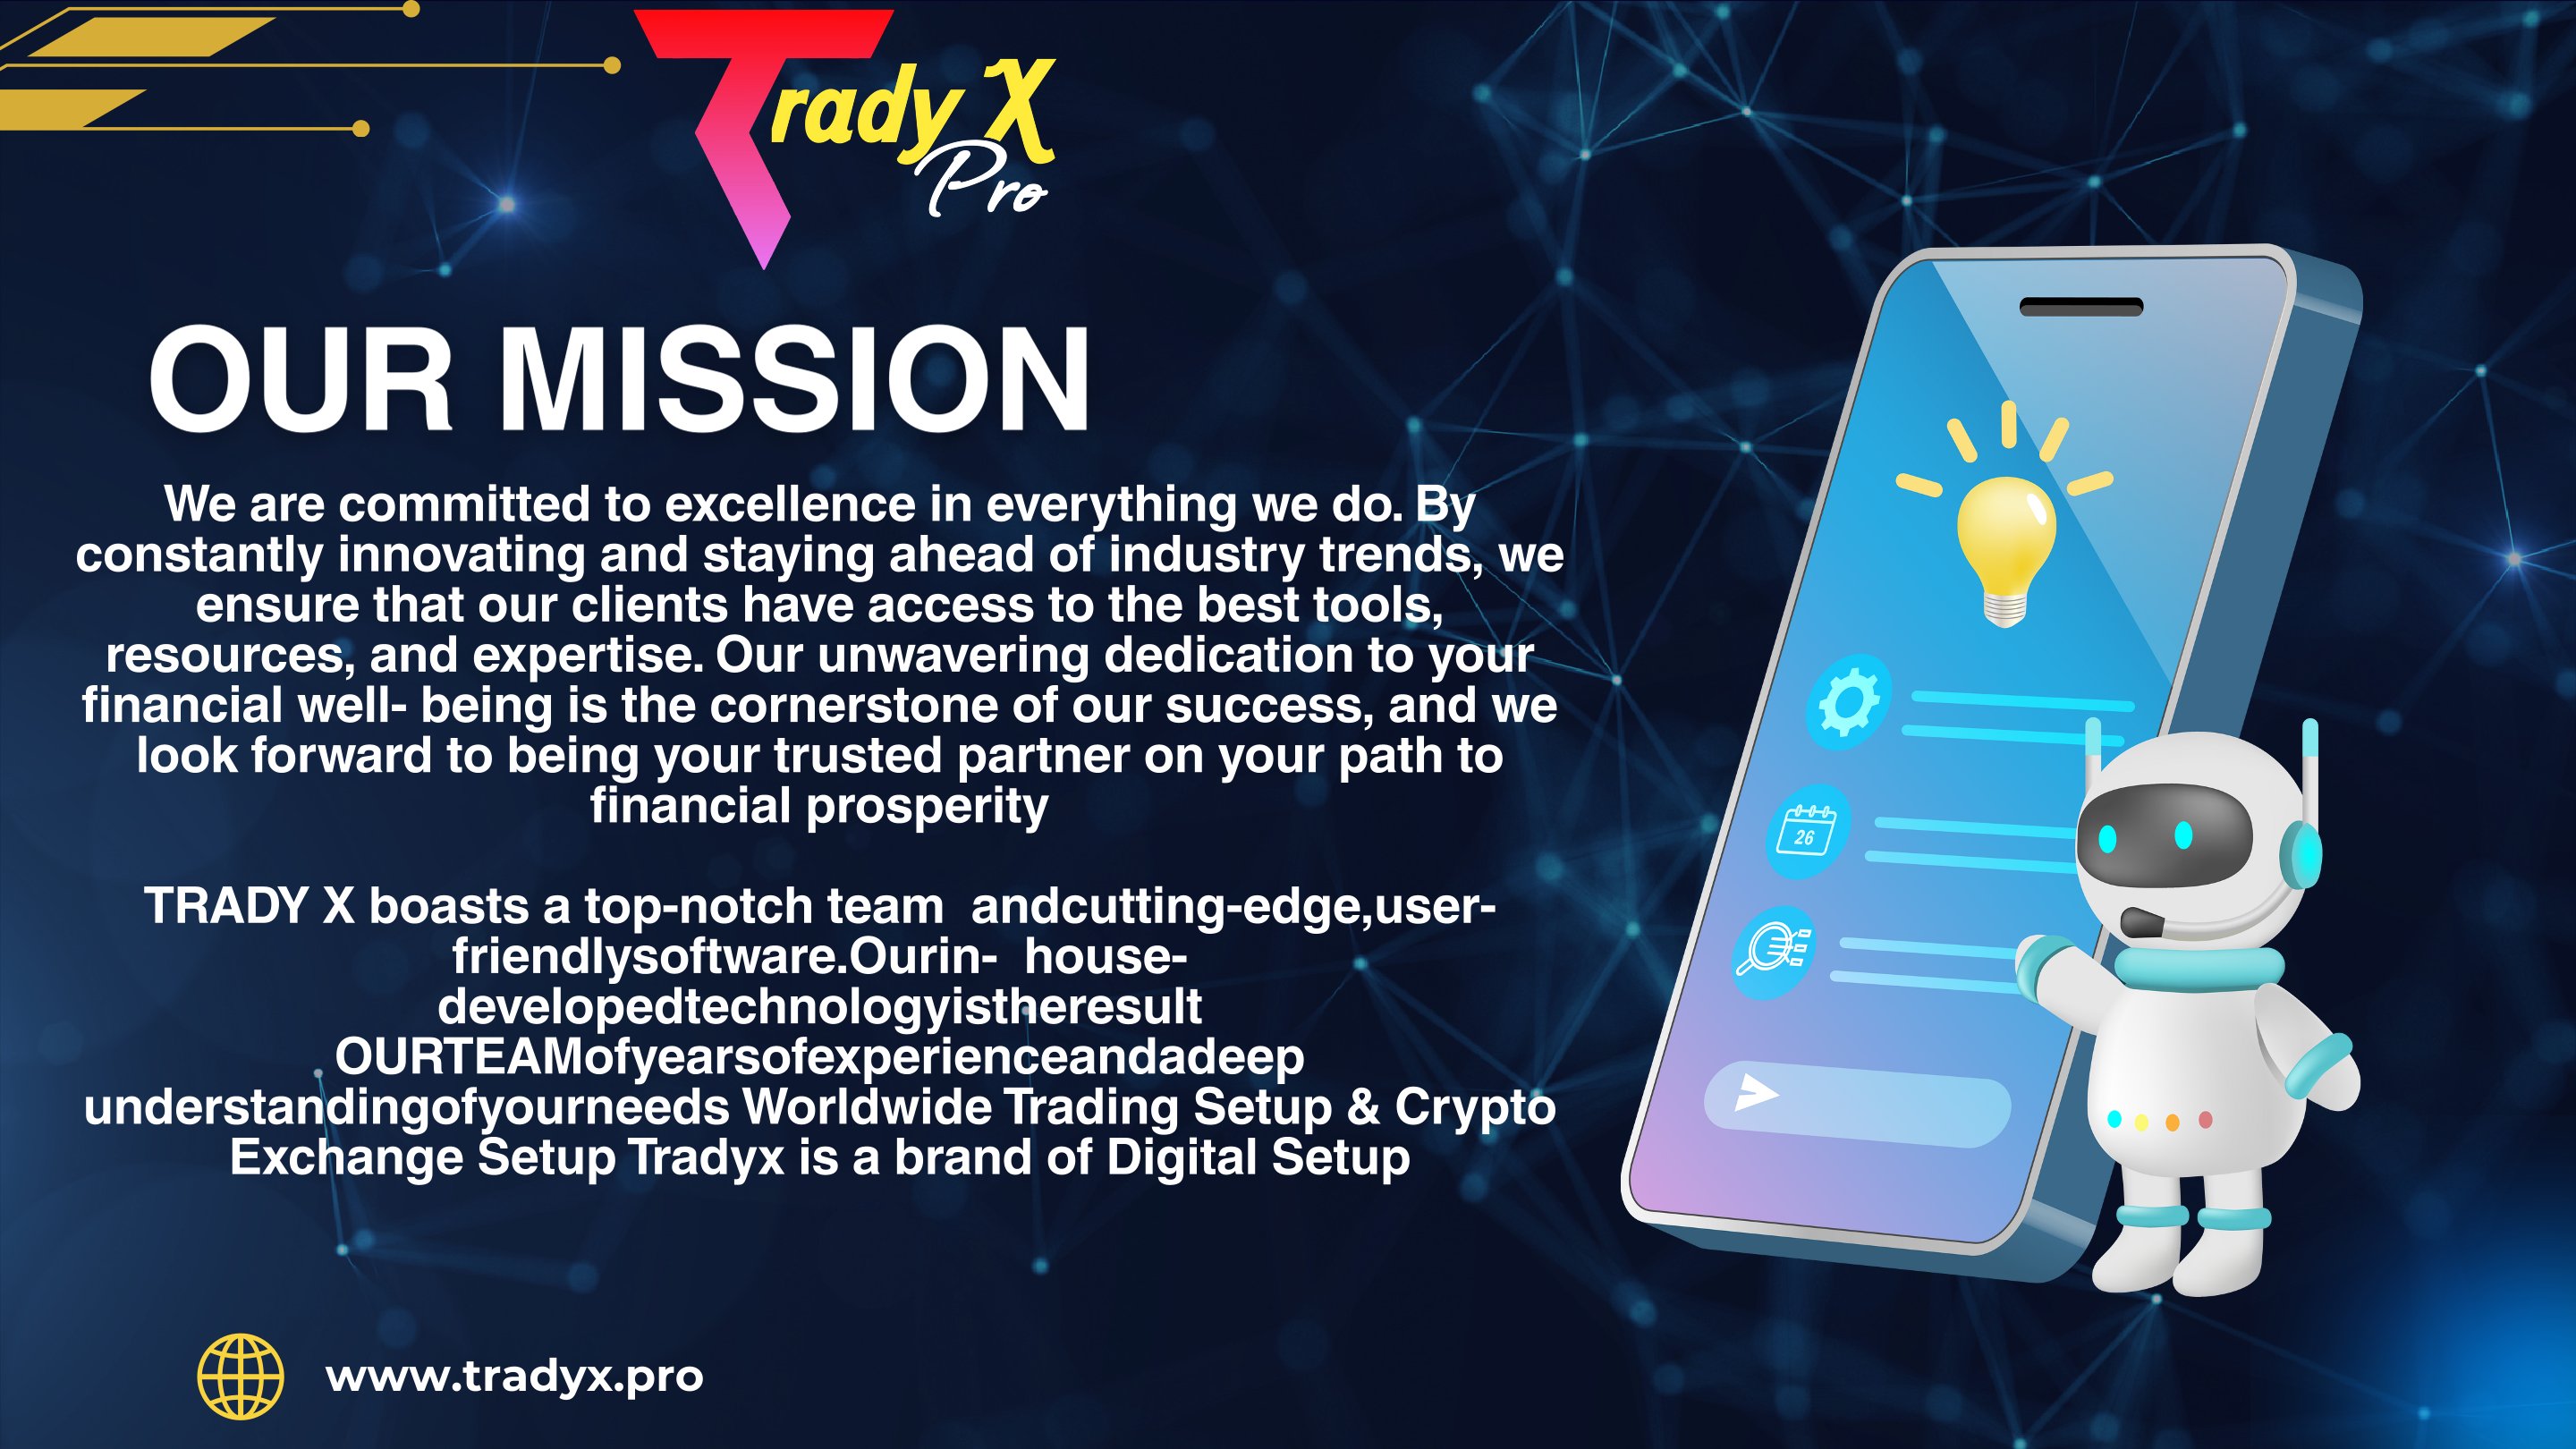 Trady X
Pro
OUR MISSION
We are committed to excellence in everything we do. By
constantly innovating and staying ahead of industry trends, we
ensure that our clients have access to the best tools,
resources, and expertise. Our unwavering dedication to your
financial well- being is the cornerstone of our success, and we
look forward to being your trusted partner on your path to
financial prosperity
TRADY X boasts a top-notch team  andcutting-edge,user-
friendlysoftware.Ourin-  house-
developedtechnologyistheresult
OURTEAMofyearsofexperienceandadeep
understandingofyourneeds Worldwide Trading Setup & Crypto
Exchange Setup Tradyx is a brand of Digital Setup
26
www.tradyx.pro